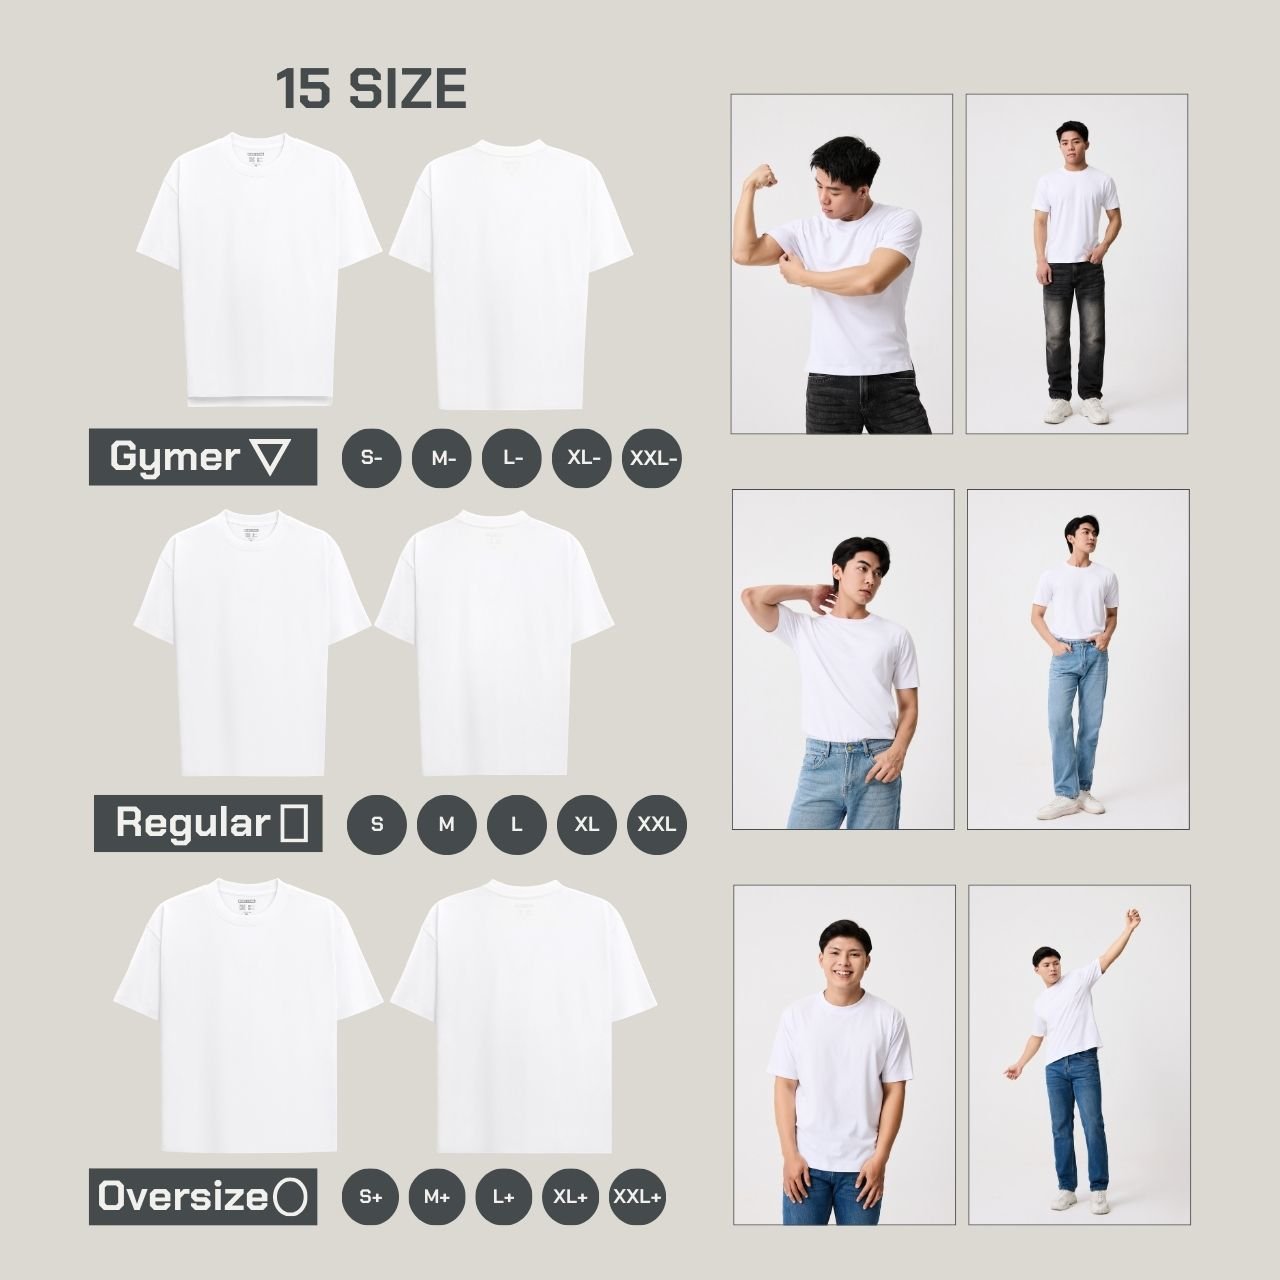 15 SIZE
Gymer
S- M- L- XL- XXL-
Regular
S M L XL XXL
Oversize
S+ M+ L+ XL+ XXL+